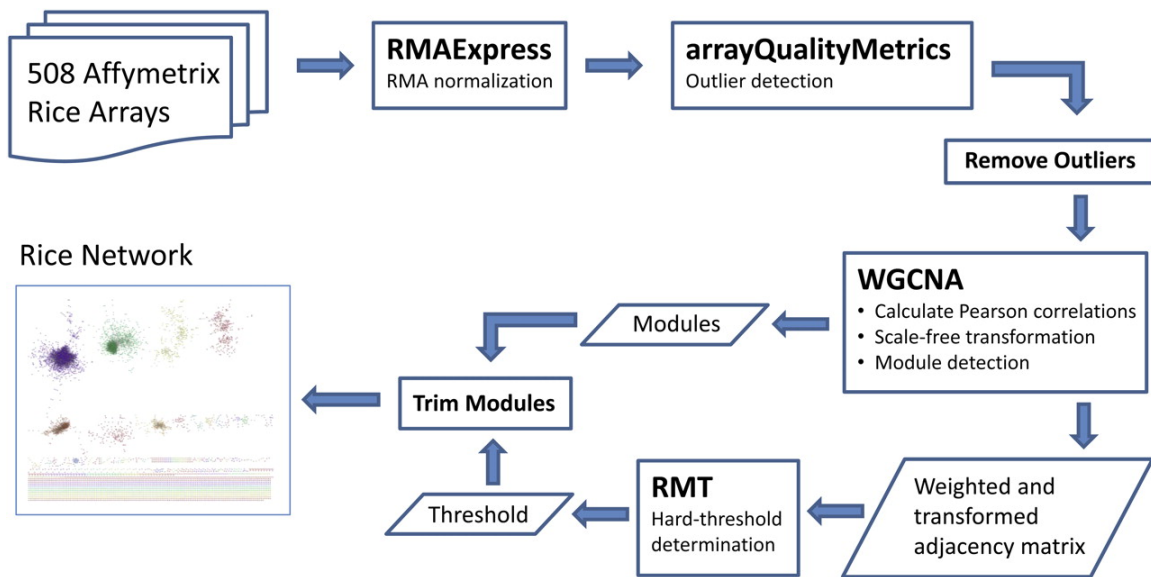 508 Affymetrix
Rice Arrays
RMAExpress
RMA normalization
arrayQualityMetrics
Outlier detection
Remove Outliers
WGCNA
• Calculate Pearson correlations
• Scale-free transformation
• Module detection
Modules
Rice Network
Trim Modules
Weighted and
transformed
adjacency matrix
RMT
Hard-threshold
determination
Threshold